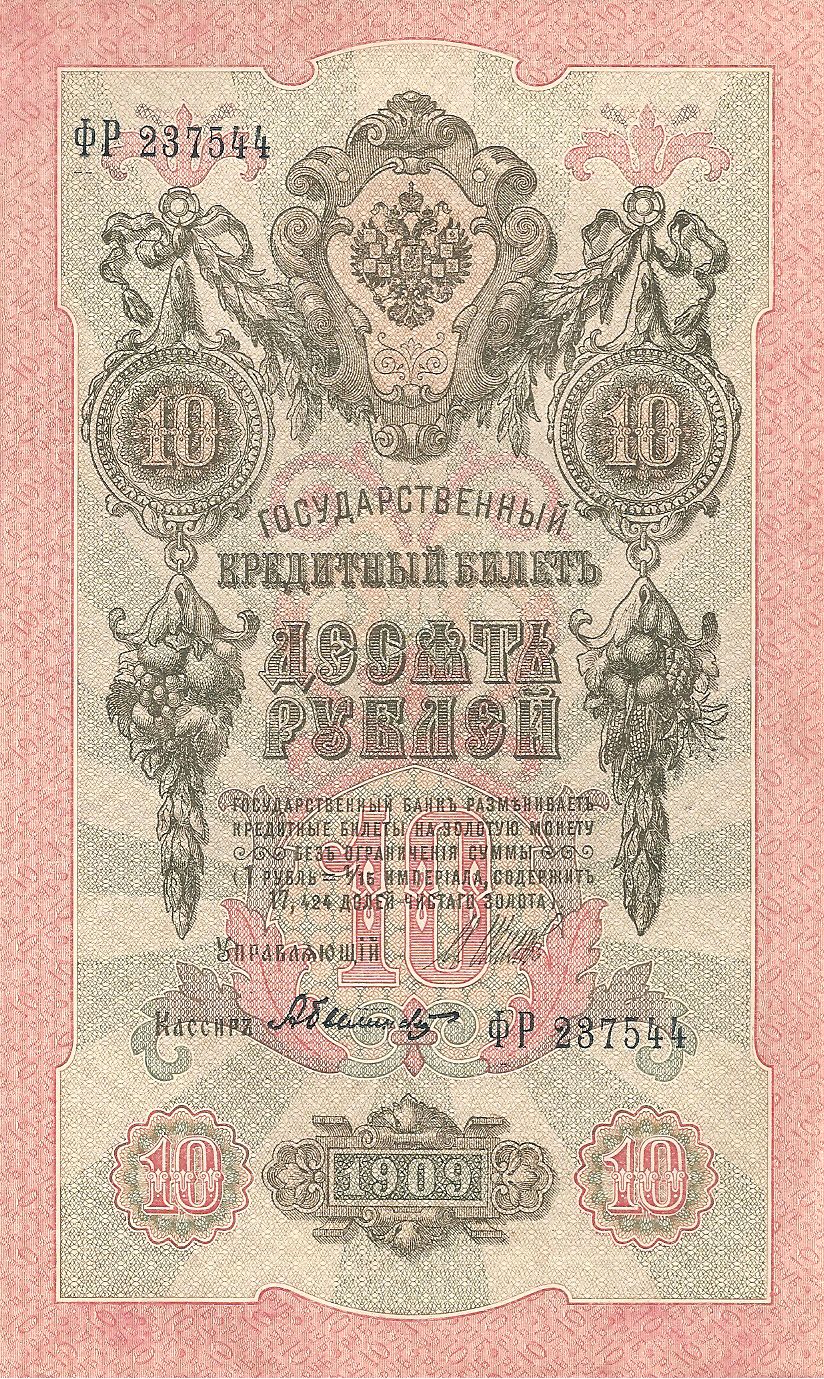 ФР 237544
10
10
ГОСУДАРСТВЕННЫЙ
КРЕДИТНЫЙ БИЛЕТЪ
ДЕСЯТЬ
РУБЛЕЙ
ГОСУДАРСТВЕННЫЙ БАНКЪ РАЗМѢНИВАЕТЪ
КРЕДИТНЫЕ БИЛЕТЫ НА ЗОЛОТУЮ МОНЕТУ
БЕЗЪ ОГРАНИЧЕНІЯ СУММЫ
(1 РУБЛЬ = 1/15 ИМПЕРІАЛА, СОДЕРЖИТЪ
17,424 ДОЛЕЙ ЧИСТАГО ЗОЛОТА).
10
УПРАВЛЯЮЩІЙ
КАССИРЪ
ФР 237544
10
1909
10